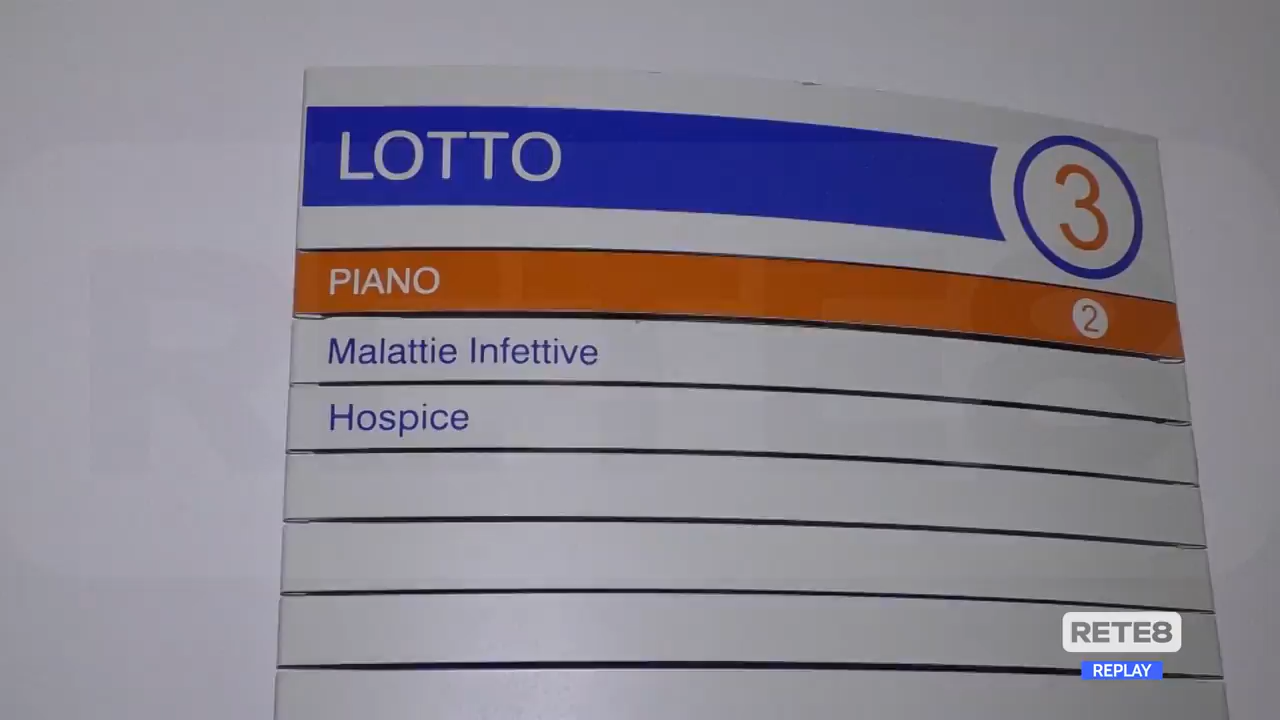 LOTTO 3
PIANO 2
Malattie Infettive
Hospice
RETE8
REPLAY